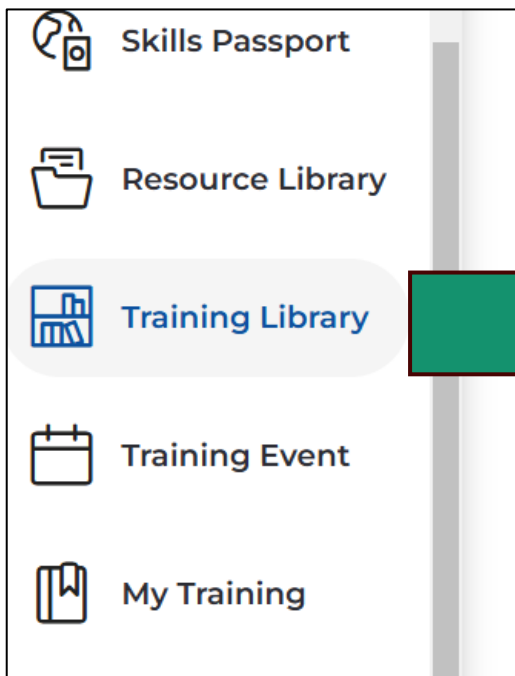 Skills Passport
Resource Library
Training Library
Training Event
My Training